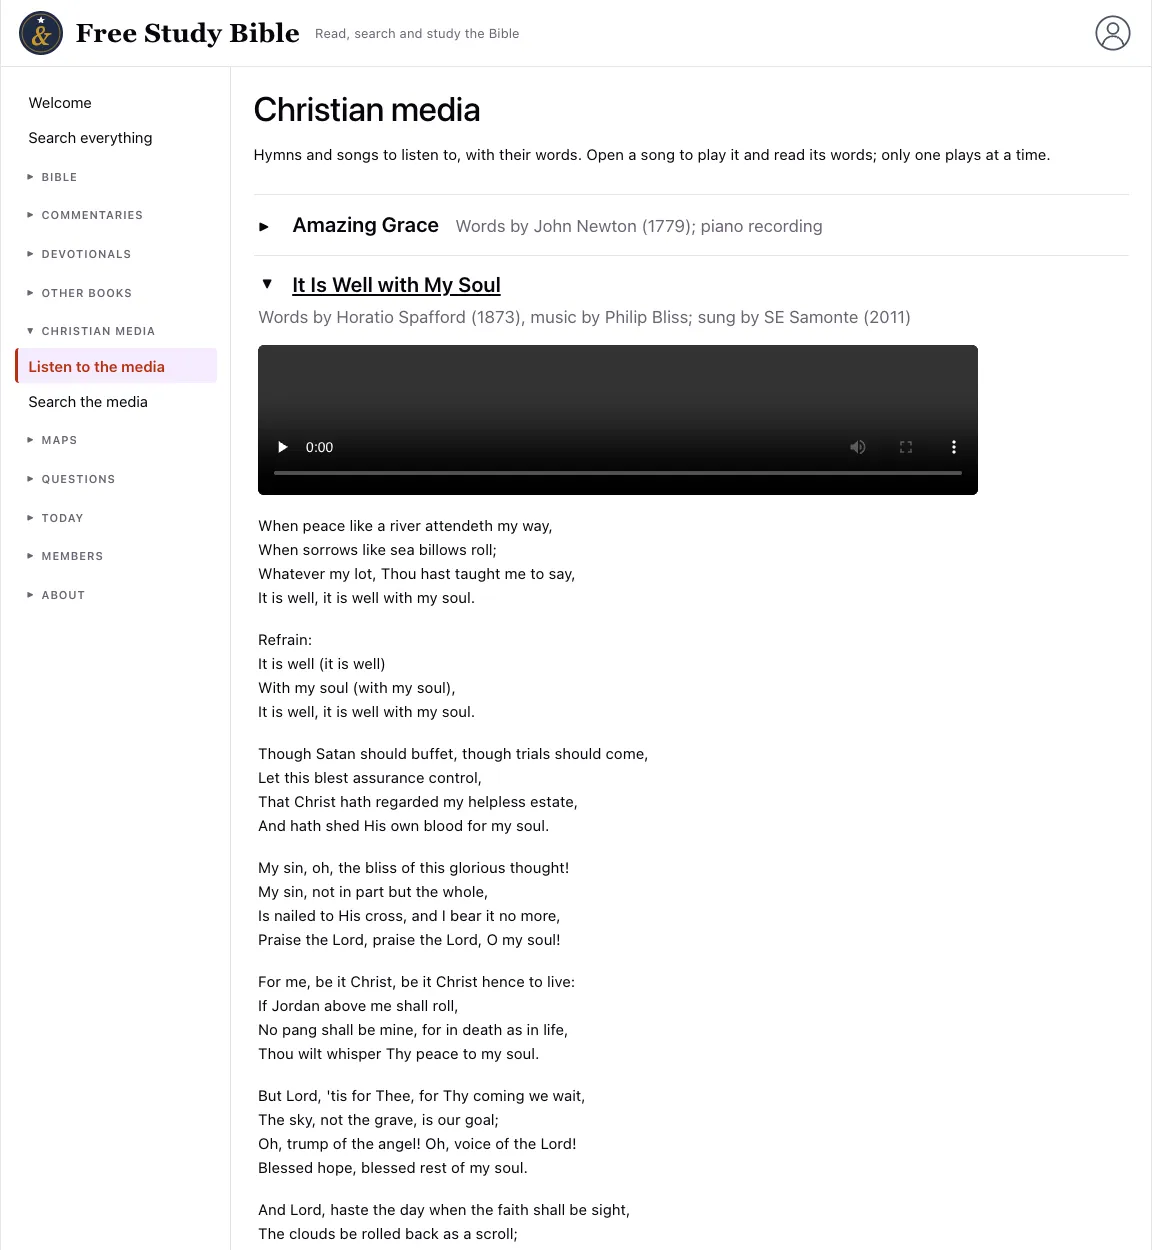 &
Free Study Bible
Read, search and study the Bible
Welcome
Search everything
BIBLE
COMMENTARIES
DEVOTIONALS
OTHER BOOKS
CHRISTIAN MEDIA
Listen to the media
Search the media
MAPS
QUESTIONS
TODAY
MEMBERS
ABOUT
Christian media
Hymns and songs to listen to, with their words. Open a song to play it and read its words; only one plays at a time.
Amazing Grace Words by John Newton (1779); piano recording
It Is Well with My Soul
Words by Horatio Spafford (1873), music by Philip Bliss; sung by SE Samonte (2011)
0:00
When peace like a river attendeth my way,
When sorrows like sea billows roll;
Whatever my lot, Thou hast taught me to say,
It is well, it is well with my soul.
Refrain:
It is well (it is well)
With my soul (with my soul),
It is well, it is well with my soul.
Though Satan should buffet, though trials should come,
Let this blest assurance control,
That Christ hath regarded my helpless estate,
And hath shed His own blood for my soul.
My sin, oh, the bliss of this glorious thought!
My sin, not in part but the whole,
Is nailed to His cross, and I bear it no more,
Praise the Lord, praise the Lord, O my soul!
For me, be it Christ, be it Christ hence to live:
If Jordan above me shall roll,
No pang shall be mine, for in death as in life,
Thou wilt whisper Thy peace to my soul.
But Lord, 'tis for Thee, for Thy coming we wait,
The sky, not the grave, is our goal;
Oh, trump of the angel! Oh, voice of the Lord!
Blessed hope, blessed rest of my soul.
And Lord, haste the day when the faith shall be sight,
The clouds be rolled back as a scroll;